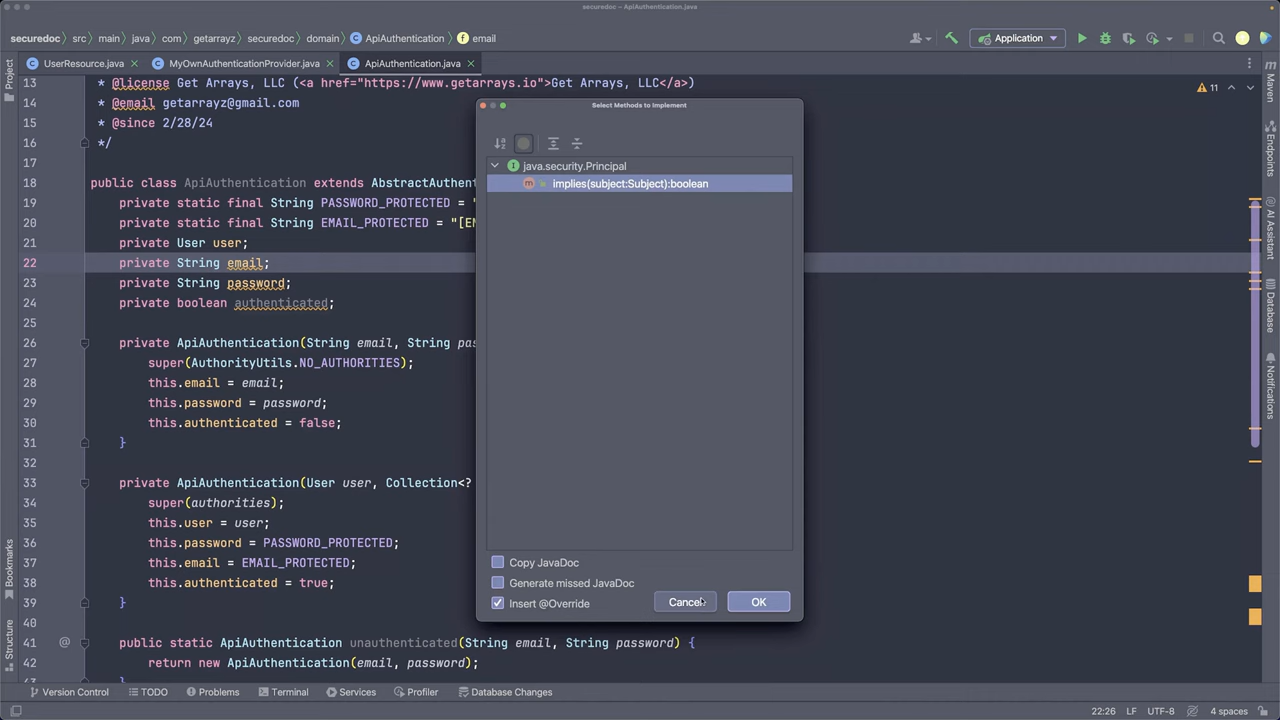 securedoc – ApiAuthentication.java
securedoc src main java com getarrayz securedoc domain ApiAuthentication email
Application
UserResource.java MyOwnAuthenticationProvider.java ApiAuthentication.java
Project
Bookmarks
Structure
13 * @license Get Arrays, LLC (<a href="https://www.getarrays.io">Get Arrays, LLC</a>)
14 * @email getarrayz@gmail.com
15 * @since 2/28/24
16 */
17
18 public class ApiAuthentication extends AbstractAuthen
19 private static final String PASSWORD_PROTECTED = "
20 private static final String EMAIL_PROTECTED = "[EM
21 private User user;
22 private String email;
23 private String password;
24 private boolean authenticated;
25
26 private ApiAuthentication(String email, String pas
27 super(AuthorityUtils.NO_AUTHORITIES);
28 this.email = email;
29 this.password = password;
30 this.authenticated = false;
31 }
32
33 private ApiAuthentication(User user, Collection<?
34 super(authorities);
35 this.user = user;
36 this.password = PASSWORD_PROTECTED;
37 this.email = EMAIL_PROTECTED;
38 this.authenticated = true;
39 }
41 public static ApiAuthentication unauthenticated(String email, String password) {
42 return new ApiAuthentication(email, password);
Select Methods to Implement
java.security.Principal
implies(subject:Subject):boolean
Copy JavaDoc
Generate missed JavaDoc
Insert @Override
Cancel OK
11
Maven
Endpoints
AI Assistant
Database
Notifications
Version Control TODO Problems Terminal Services Profiler Database Changes
22:26 LF UTF-8 4 spaces